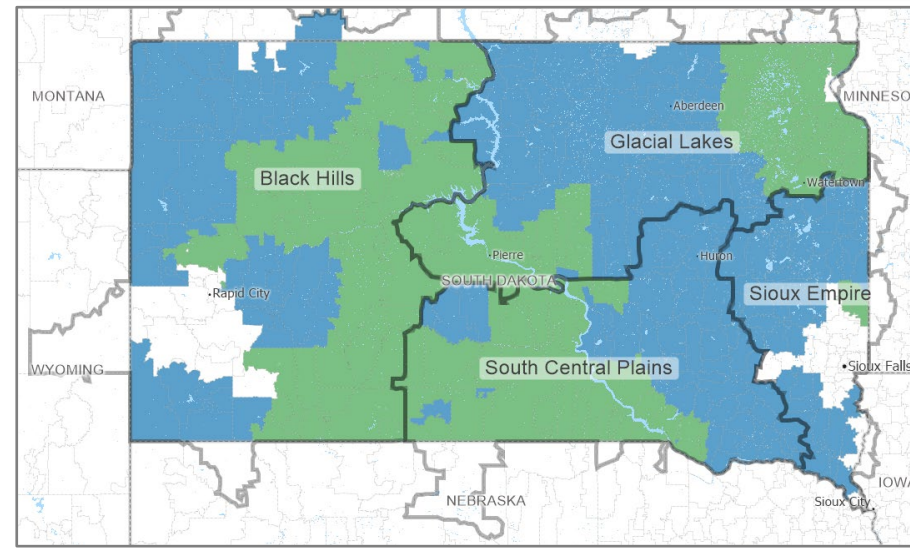 MONTANA
MINNESO
Aberdeen
Glacial Lakes
Black Hills
Watertown
Pierre
Huron
SOUTH DAKOTA
Rapid City
Sioux Empire
South Central Plains
Sioux Falls
WYOMING
IOWA
NEBRASKA
Sioux City